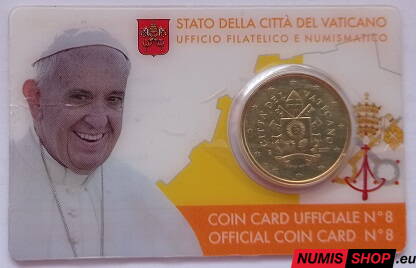 STATO DELLA CITTÀ DEL VATICANO
UFFICIO FILATELICO E NUMISMATICO
CITTA' DEL VATICANO
COIN CARD UFFICIALE N° 8
OFFICIAL COIN CARD N° 8
NUMIS SHOP.eu